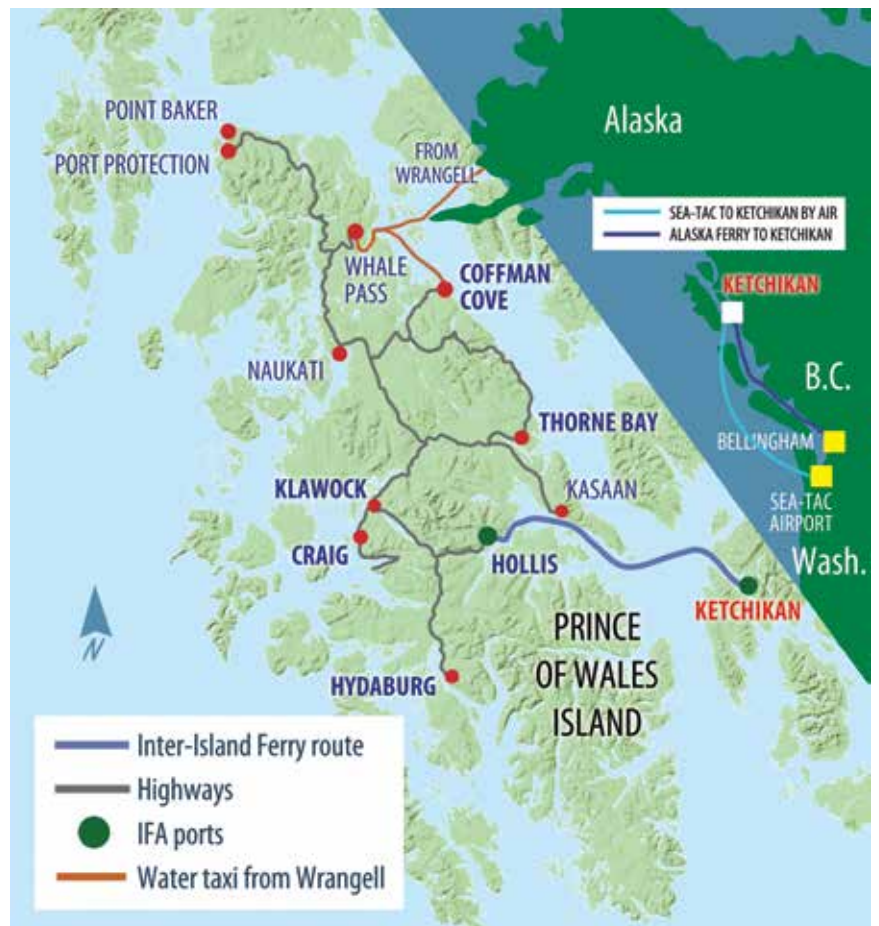 POINT BAKER
PORT PROTECTION
FROM
WRANGELL
Alaska
SEA-TAC TO KETCHIKAN BY AIR
ALASKA FERRY TO KETCHIKAN
WHALE
PASS
COFFMAN
COVE
KETCHIKAN
NAUKATI
B.C.
THORNE BAY
BELLINGHAM
KLAWOCK
KASAAN
SEA-TAC
AIRPORT
CRAIG
HOLLIS
Wash.
KETCHIKAN
N
PRINCE
OF WALES
ISLAND
HYDABURG
Inter-Island Ferry route
Highways
IFA ports
Water taxi from Wrangell